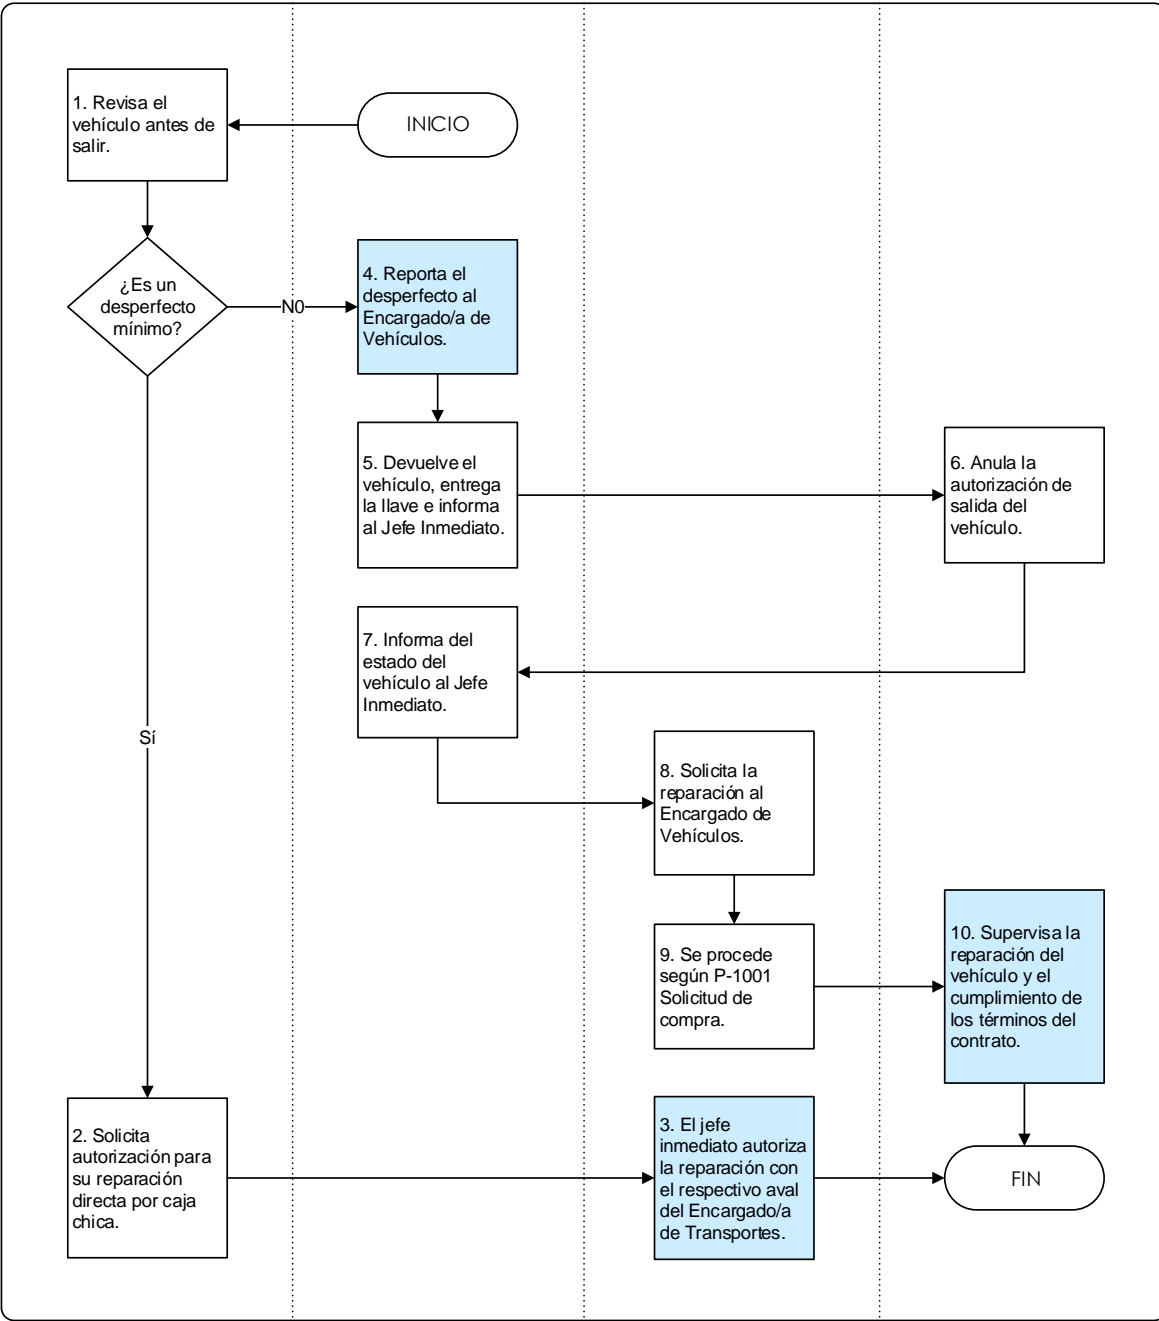 1. Revisa el
vehículo antes de
salir.
INICIO
¿Es un
desperfecto
mínimo?
N0
4. Reporta el
desperfecto al
Encargado/a de
Vehículos.
5. Devuelve el
vehículo, entrega
la llave e informa
al Jefe Inmediato.
6. Anula la
autorización de
salida del
vehículo.
7. Informa del
estado del
vehículo al Jefe
Inmediato.
Sí
8. Solicita la
reparación al
Encargado de
Vehículos.
9. Se procede
según P-1001
Solicitud de
compra.
10. Supervisa la
reparación del
vehículo y el
cumplimiento de
los términos del
contrato.
2. Solicita
autorización para
su reparación
directa por caja
chica.
3. El jefe
inmediato autoriza
la reparación con
el respectivo aval
del Encargado/a
de Transportes.
FIN